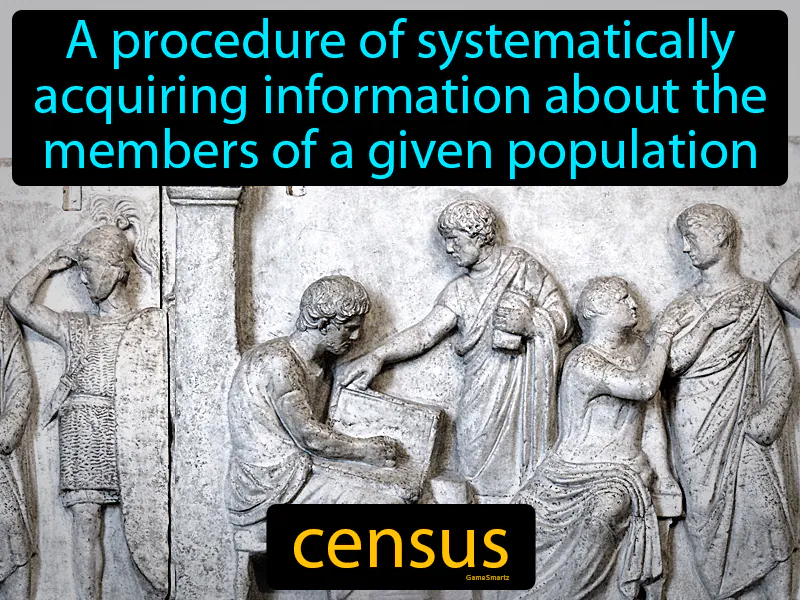 A procedure of systematically
acquiring information about the
members of a given population
census
GameSmartz